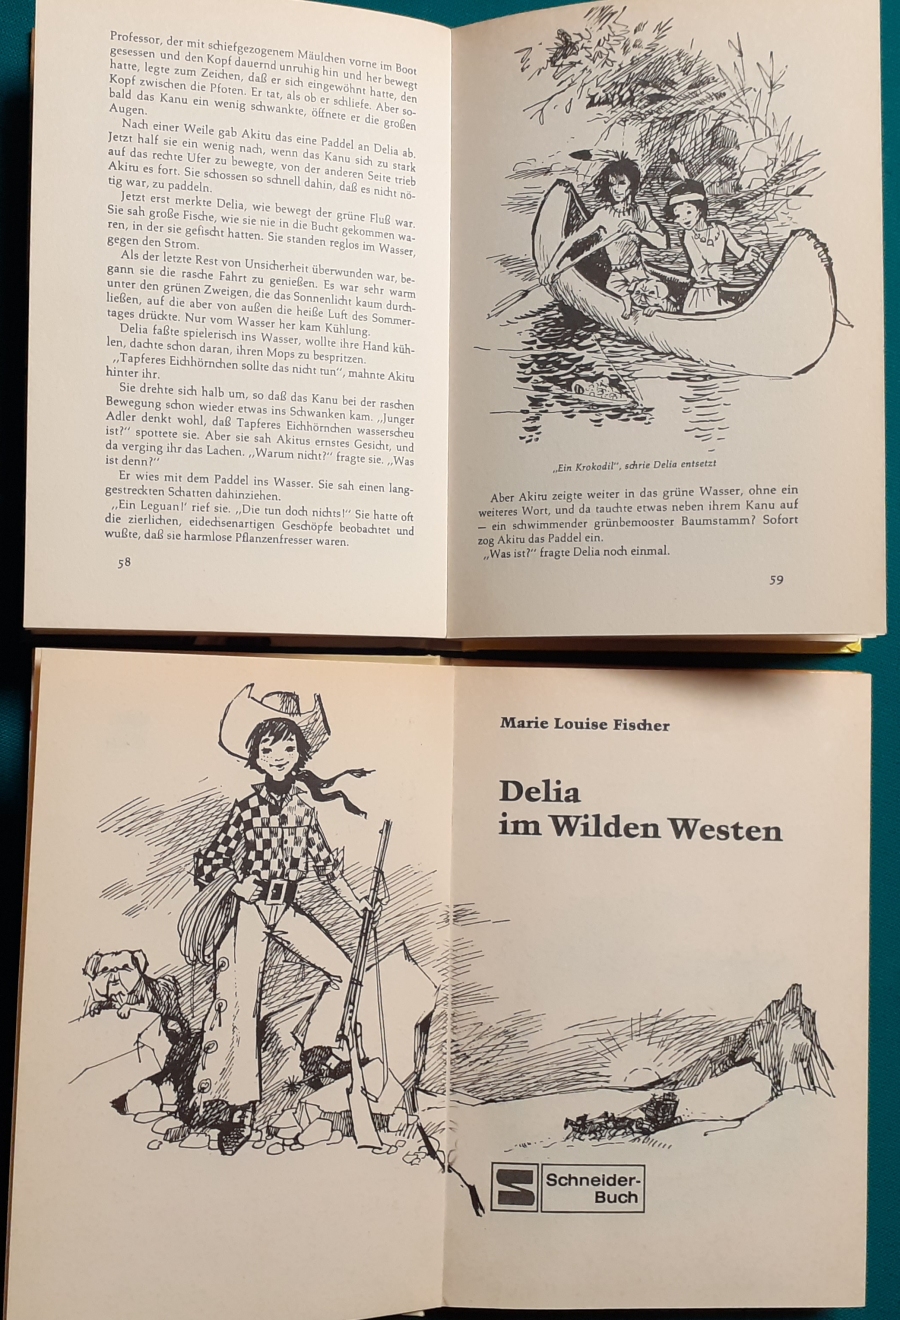 Professor, der mit schiefgezogenem Mäulchen vorne im Boot
gesessen und den Kopf dauernd unruhig hin und her bewegt
hatte, legte zum Zeichen, daß er sich eingewöhnt hatte, den
Kopf zwischen die Pfoten. Er tat, als ob er schliefe. Aber so-
bald das Kanu ein wenig schwankte, öffnete er die großen
Augen.
Nach einer Weile gab Akitu das eine Paddel an Delia ab.
Jetzt half sie ein wenig nach, wenn das Kanu sich zu stark
auf das rechte Ufer zu bewegte, von der anderen Seite trieb
Akitu es fort. Sie schossen so schnell dahin, daß es nicht nö-
tig war, zu paddeln.
Jetzt erst merkte Delia, wie bewegt der grüne Fluß war.
Sie sah große Fische, wie sie nie in die Bucht gekommen wa-
ren, in der sie gefischt hatten. Sie standen reglos im Wasser,
gegen den Strom.
Als der letzte Rest von Unsicherheit überwunden war, be-
gann sie die rasche Fahrt zu genießen. Es war sehr warm
unter den grünen Zweigen, die das Sonnenlicht kaum durch-
ließen, auf die aber von außen die heiße Luft des Sommer-
tages drückte. Nur vom Wasser her kam Kühlung.
Delia faßte spielerisch ins Wasser, wollte ihre Hand küh-
len, dachte schon daran, ihren Mops zu bespritzen.
„Tapferes Eichhörnchen sollte das nicht tun“, mahnte Akitu
hinter ihr.
Sie drehte sich halb um, so daß das Kanu bei der raschen
Bewegung schon wieder etwas ins Schwanken kam. „Junger
Adler denkt wohl, daß Tapferes Eichhörnchen wasserscheu
ist?“ spottete sie. Aber sie sah Akitus ernstes Gesicht, und
da verging ihr das Lachen. „Warum nicht?“ fragte sie. „Was
ist denn?“
Er wies mit dem Paddel ins Wasser. Sie sah einen lang-
gestreckten Schatten dahinziehen.
„Ein Leguan!“ rief sie. „Die tun doch nichts!“ Sie hatte oft
die zierlichen, eidechsenartigen Geschöpfe beobachtet und
wußte, daß sie harmlose Pflanzenfresser waren.
58
„Ein Krokodil“, schrie Delia entsetzt
Aber Akitu zeigte weiter in das grüne Wasser, ohne ein
weiteres Wort, und da tauchte etwas neben ihrem Kanu auf
— ein schwimmender grünbemooster Baumstamm? Sofort
zog Akitu das Paddel ein.
„Was ist?“ fragte Delia noch einmal.
59
Marie Louise Fischer
Delia
im Wilden Westen
Schneider-
Buch